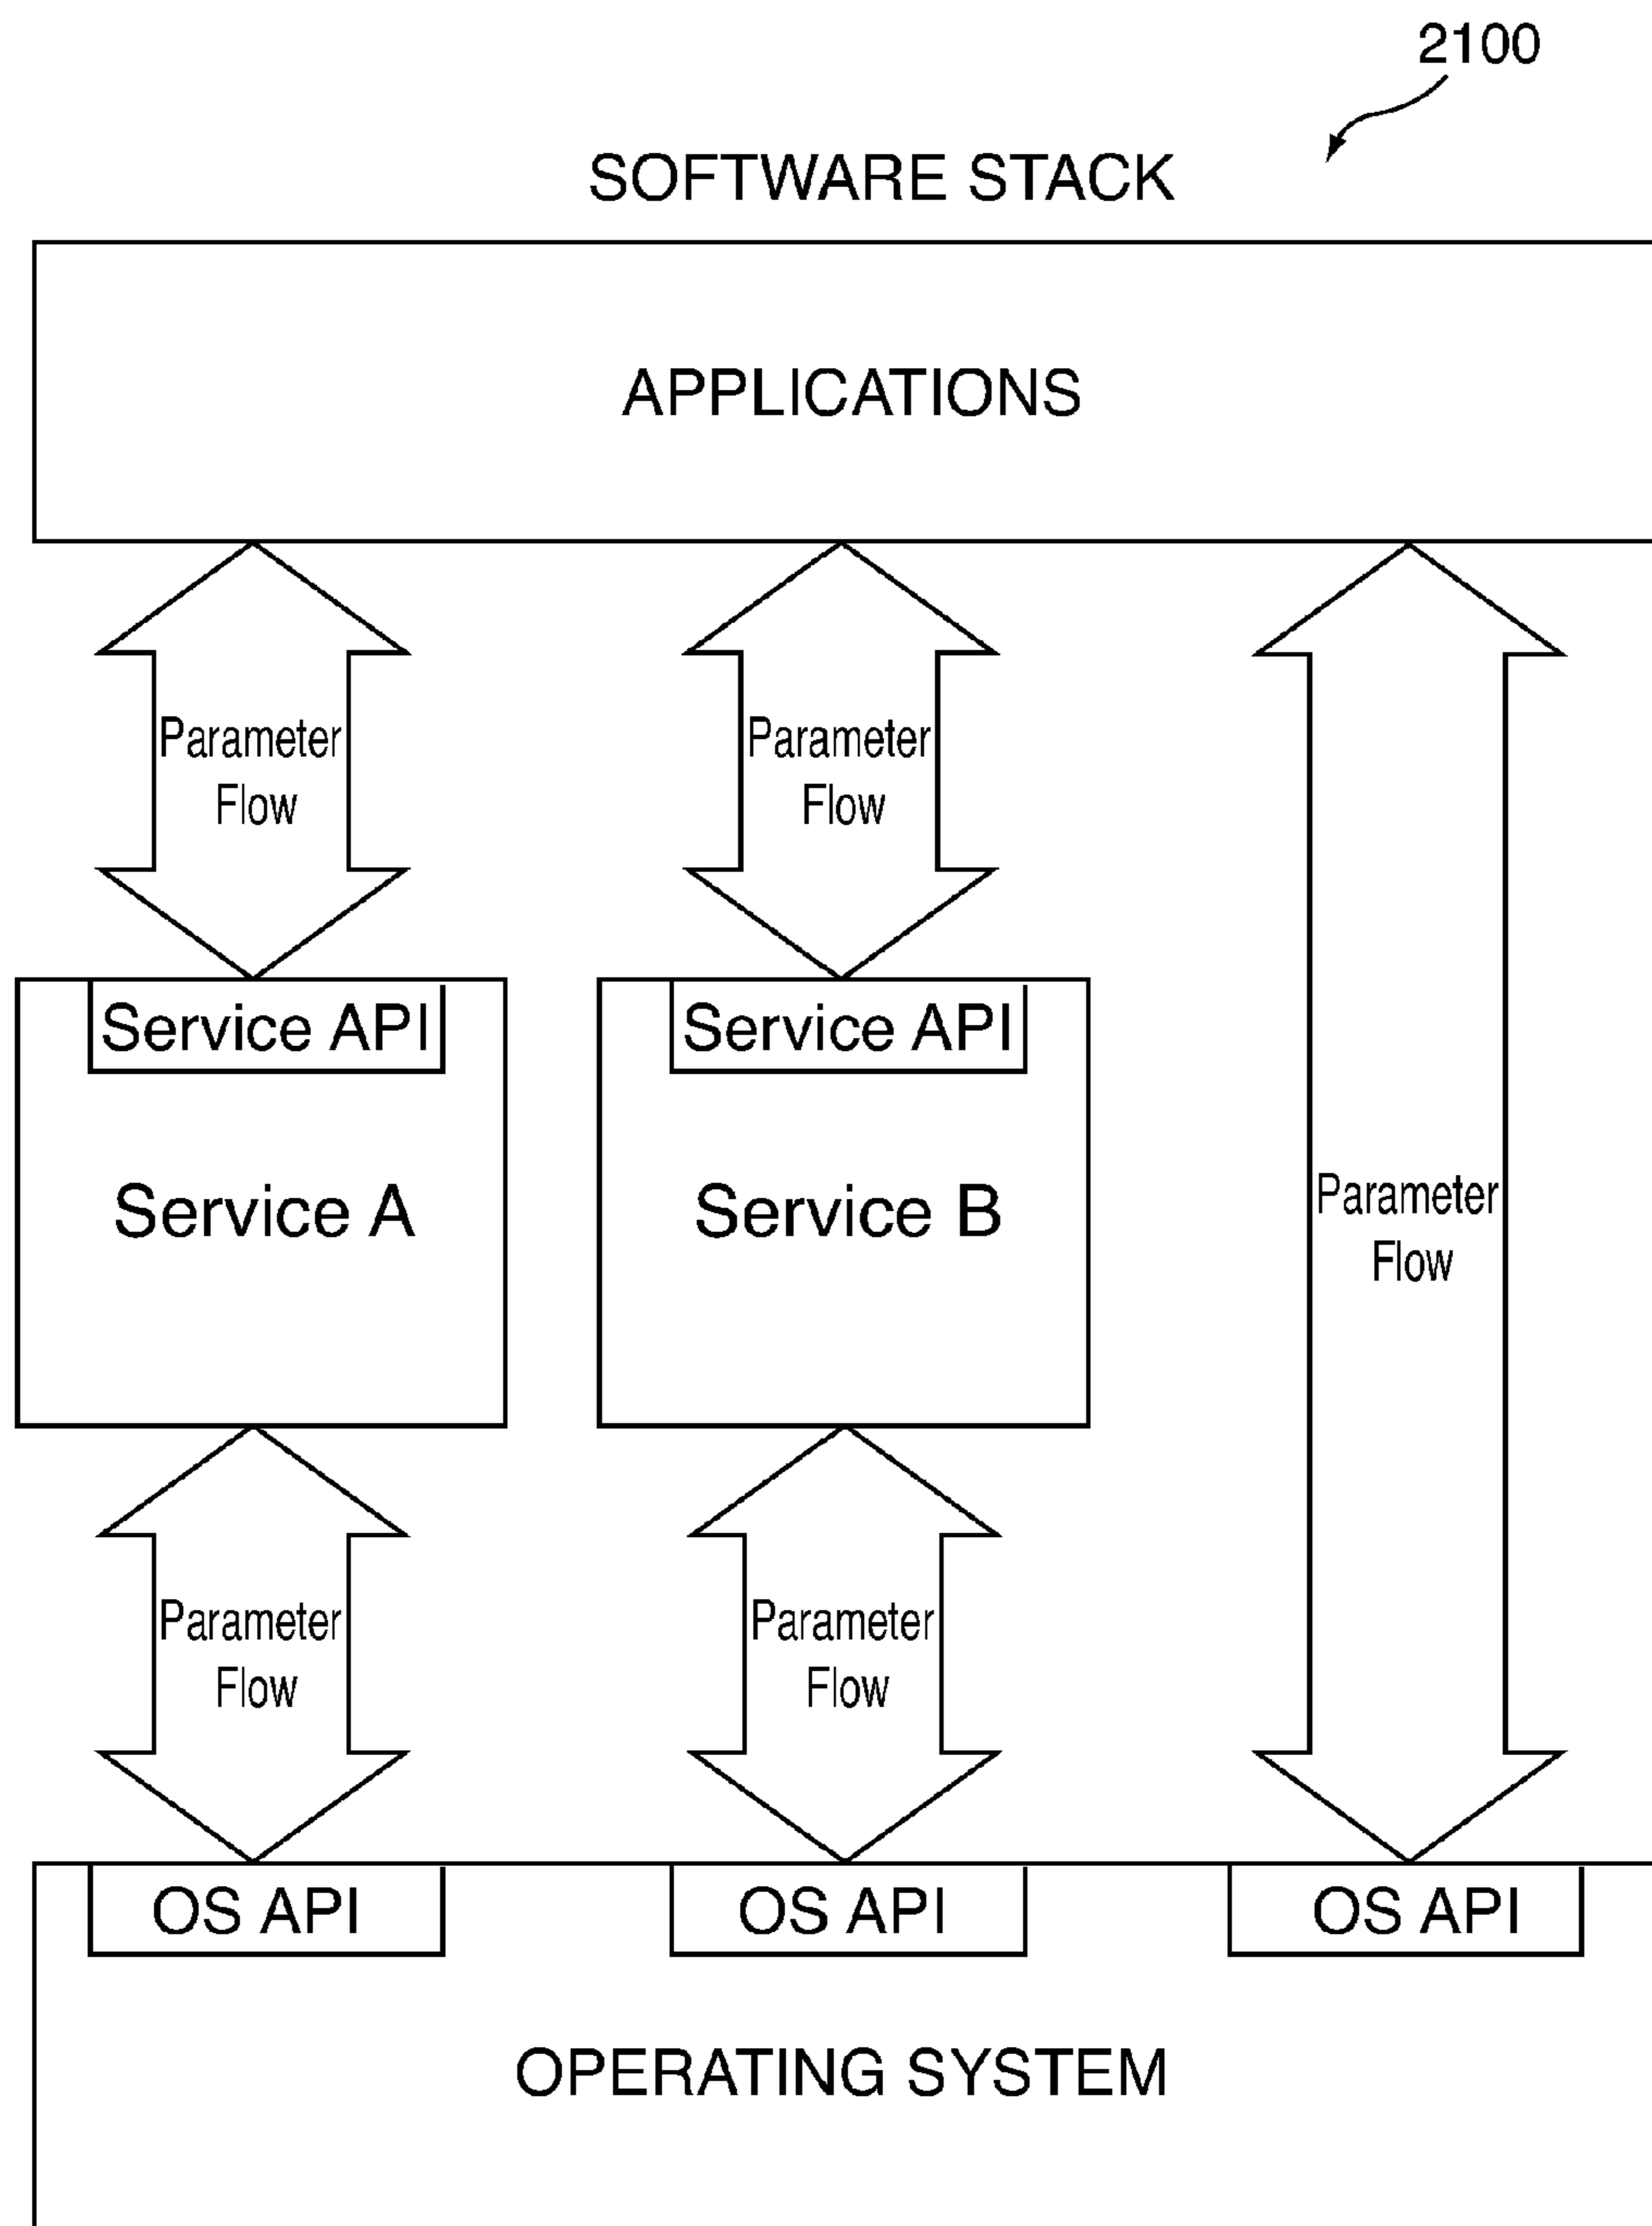 2100
SOFTWARE STACK
APPLICATIONS
Parameter
Flow
Parameter
Flow
Service API
Service API
Service A
Service B
Parameter
Flow
Parameter
Flow
Parameter
Flow
OS API
OS API
OS API
OPERATING SYSTEM